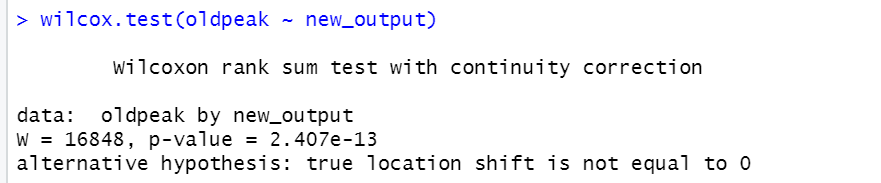 > wilcox.test(oldpeak ~ new_output)
Wilcoxon rank sum test with continuity correction
data:  oldpeak by new_output
W = 16848, p-value = 2.407e-13
alternative hypothesis: true location shift is not equal to 0